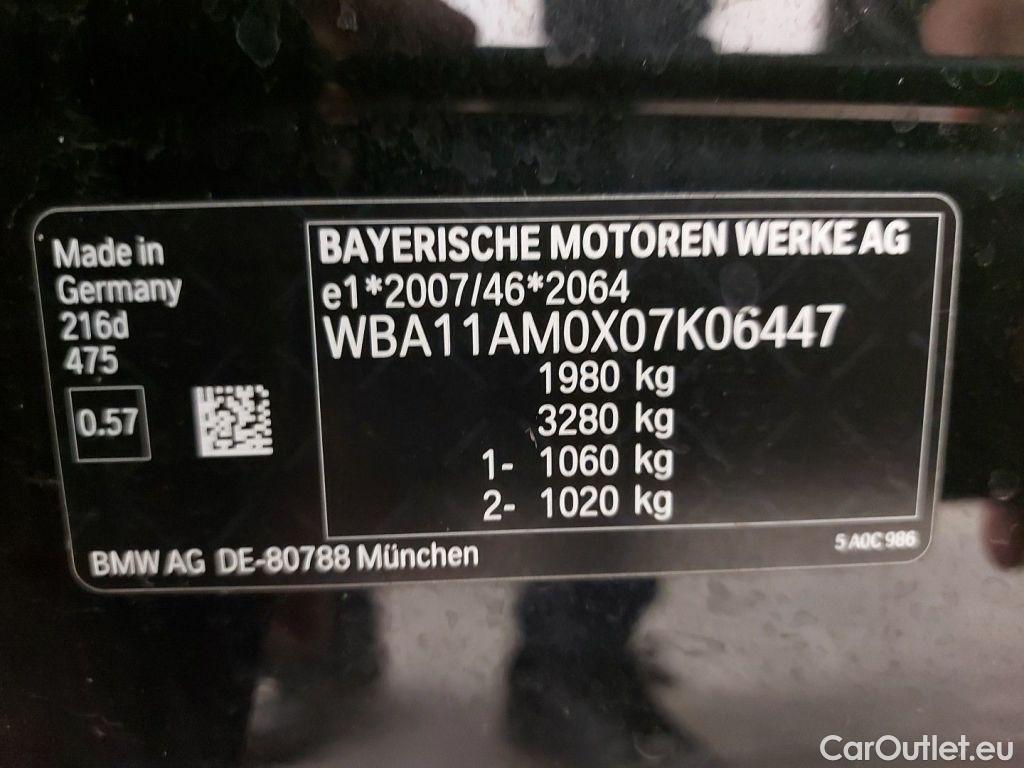 Made in
Germany
216d
475
0.57
BAYERISCHE MOTOREN WERKE AG
e1*2007/46*2064
WBA11AM0X07K06447
1980 kg
3280 kg
1- 1060 kg
2- 1020 kg
BMW AG DE-80788 München
5 A0C 986
CarOutlet.eu